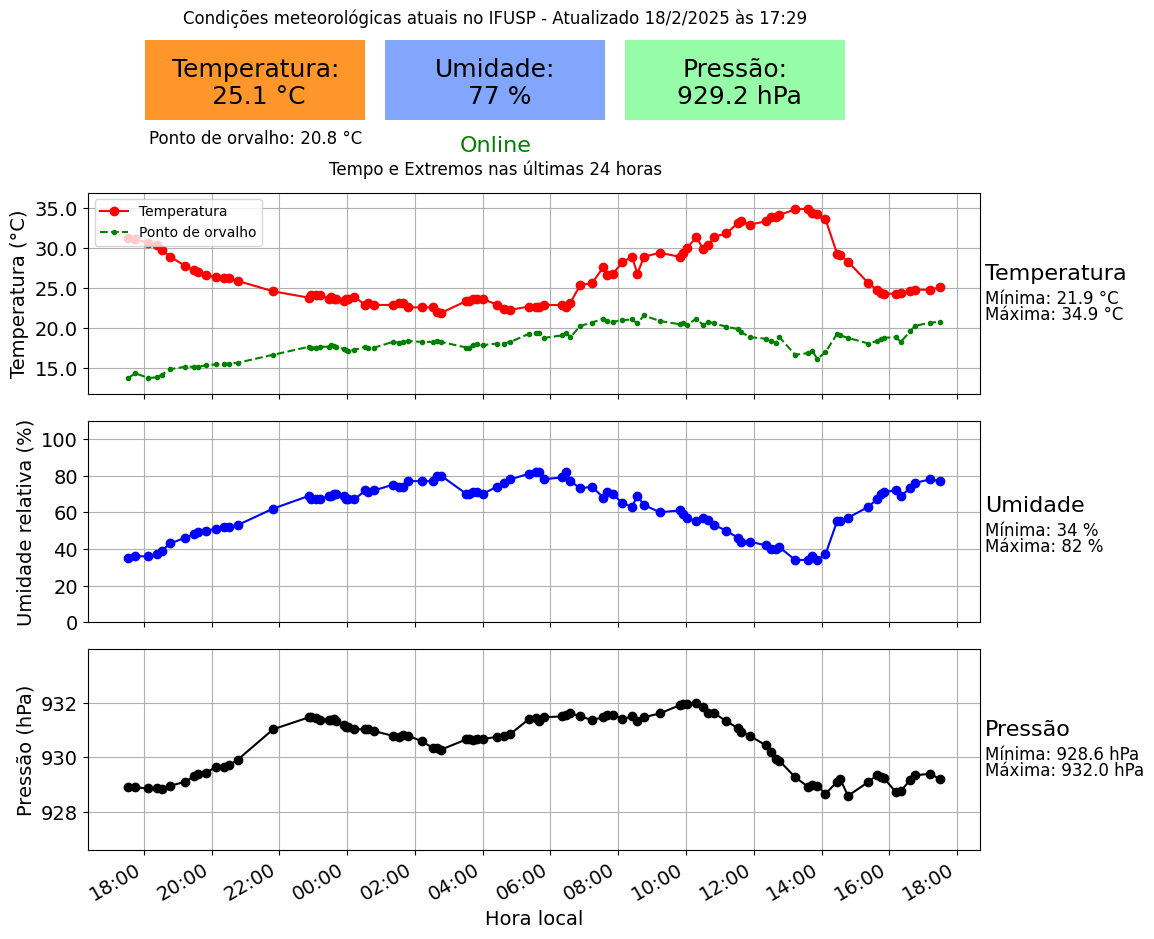 Condições meteorológicas atuais no IFUSP - Atualizado 18/2/2025 às 17:29
Temperatura:
25.1 °C
Umidade:
77 %
Pressão:
929.2 hPa
Ponto de orvalho: 20.8 °C
Online
Tempo e Extremos nas últimas 24 horas
Temperatura (°C)
35.0
30.0
25.0
20.0
15.0
Temperatura
Ponto de orvalho
Temperatura
Mínima: 21.9 °C
Máxima: 34.9 °C
Umidade relativa (%)
100
80
60
40
20
0
Umidade
Mínima: 34 %
Máxima: 82 %
Pressão (hPa)
932
930
928
Pressão
Mínima: 928.6 hPa
Máxima: 932.0 hPa
18:00 20:00 22:00 00:00 02:00 04:00 06:00 08:00 10:00 12:00 14:00 16:00 18:00
Hora local